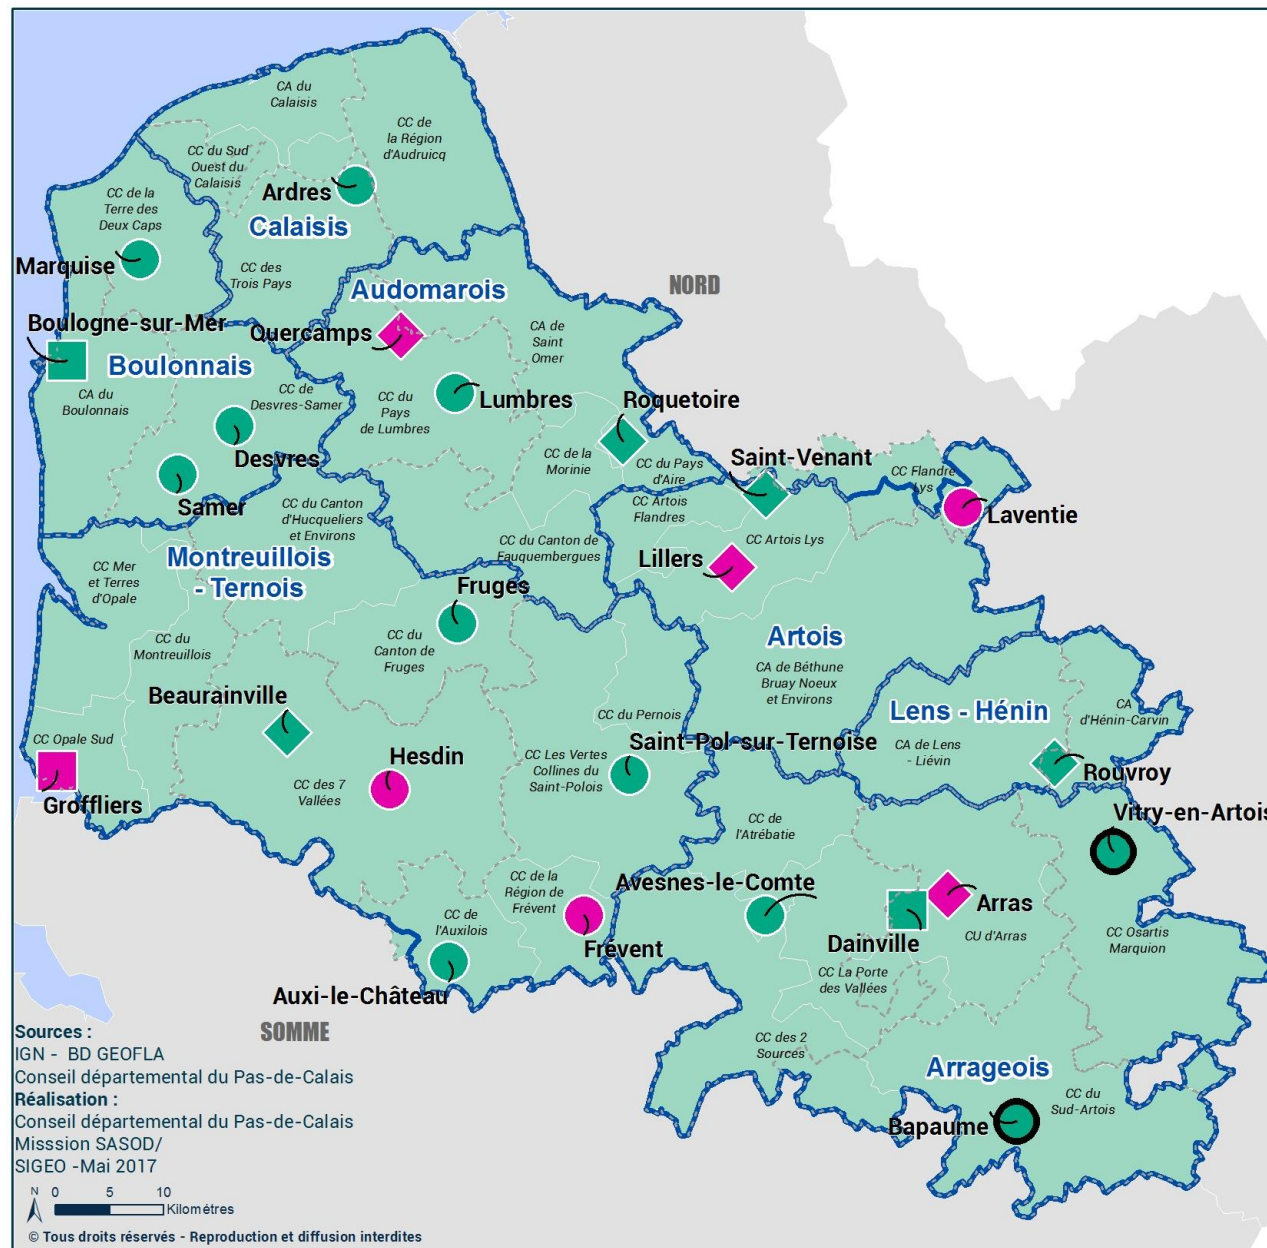 CA du
Calaisis
CC de
la Région
d'Audruicq
CC du Sud
Ouest du
Calaisis
Ardres
CC de la
Terre des
Deux Caps
Calaisis
Marquise
CC des
Trois Pays
NORD
Audomarois
Boulogne-sur-Mer
Quercamps
CA de
Saint
Omer
Boulonnais
CA du
Boulonnais
CC de
Desvres-Samer
CC du
Pays
de Lumbres
Lumbres
Roquetoire
Desvres
CC de la
Morinie
CC du Pays
d'Aire
Saint-Venant
CC Flandre
Lys
Samer
CC du Canton
d'Hucqueliers
et Environs
CC Artois
Flandres
Laventie
CC du Canton de
Fauquembergues
CC Artois Lys
Montreuillois
- Ternois
Lillers
CC Mer
et Terres
d'Opale
Fruges
CC du
Montreuillois
CC du
Canton de
Fruges
Artois
CA de Béthune
Bruay Noeux
et Environs
Beaurainville
CC du Pernois
Lens - Hénin
CA
d'Hénin-Carvin
CC Opale Sud
Hesdin
Saint-Pol-sur-Ternoise
CC Les Vertes
Collines du
Saint-Polois
CA de Lens
- Liévin
Rouvroy
Groffliers
CC des 7
Vallées
Vitry-en-Artois
CC de
l'Atrébatie
CC de la
Région de
Frévent
Avesnes-le-Comte
Arras
CC de
l'Auxilois
Frévent
Dainville
CU d'Arras
CC Osartis
Marquion
CC La Porte
des Vallées
Auxi-le-Château
SOMME
CC des 2
Sources
Arrageois
CC du
Sud-Artois
Bapaume
Sources :
IGN - BD GEOFLA
Conseil départemental du Pas-de-Calais
Réalisation :
Conseil départemental du Pas-de-Calais
Misssion SASOD/
SIGEO -Mai 2017
N
0 5 10
Kilométres
© Tous droits réservés - Reproduction et diffusion interdites